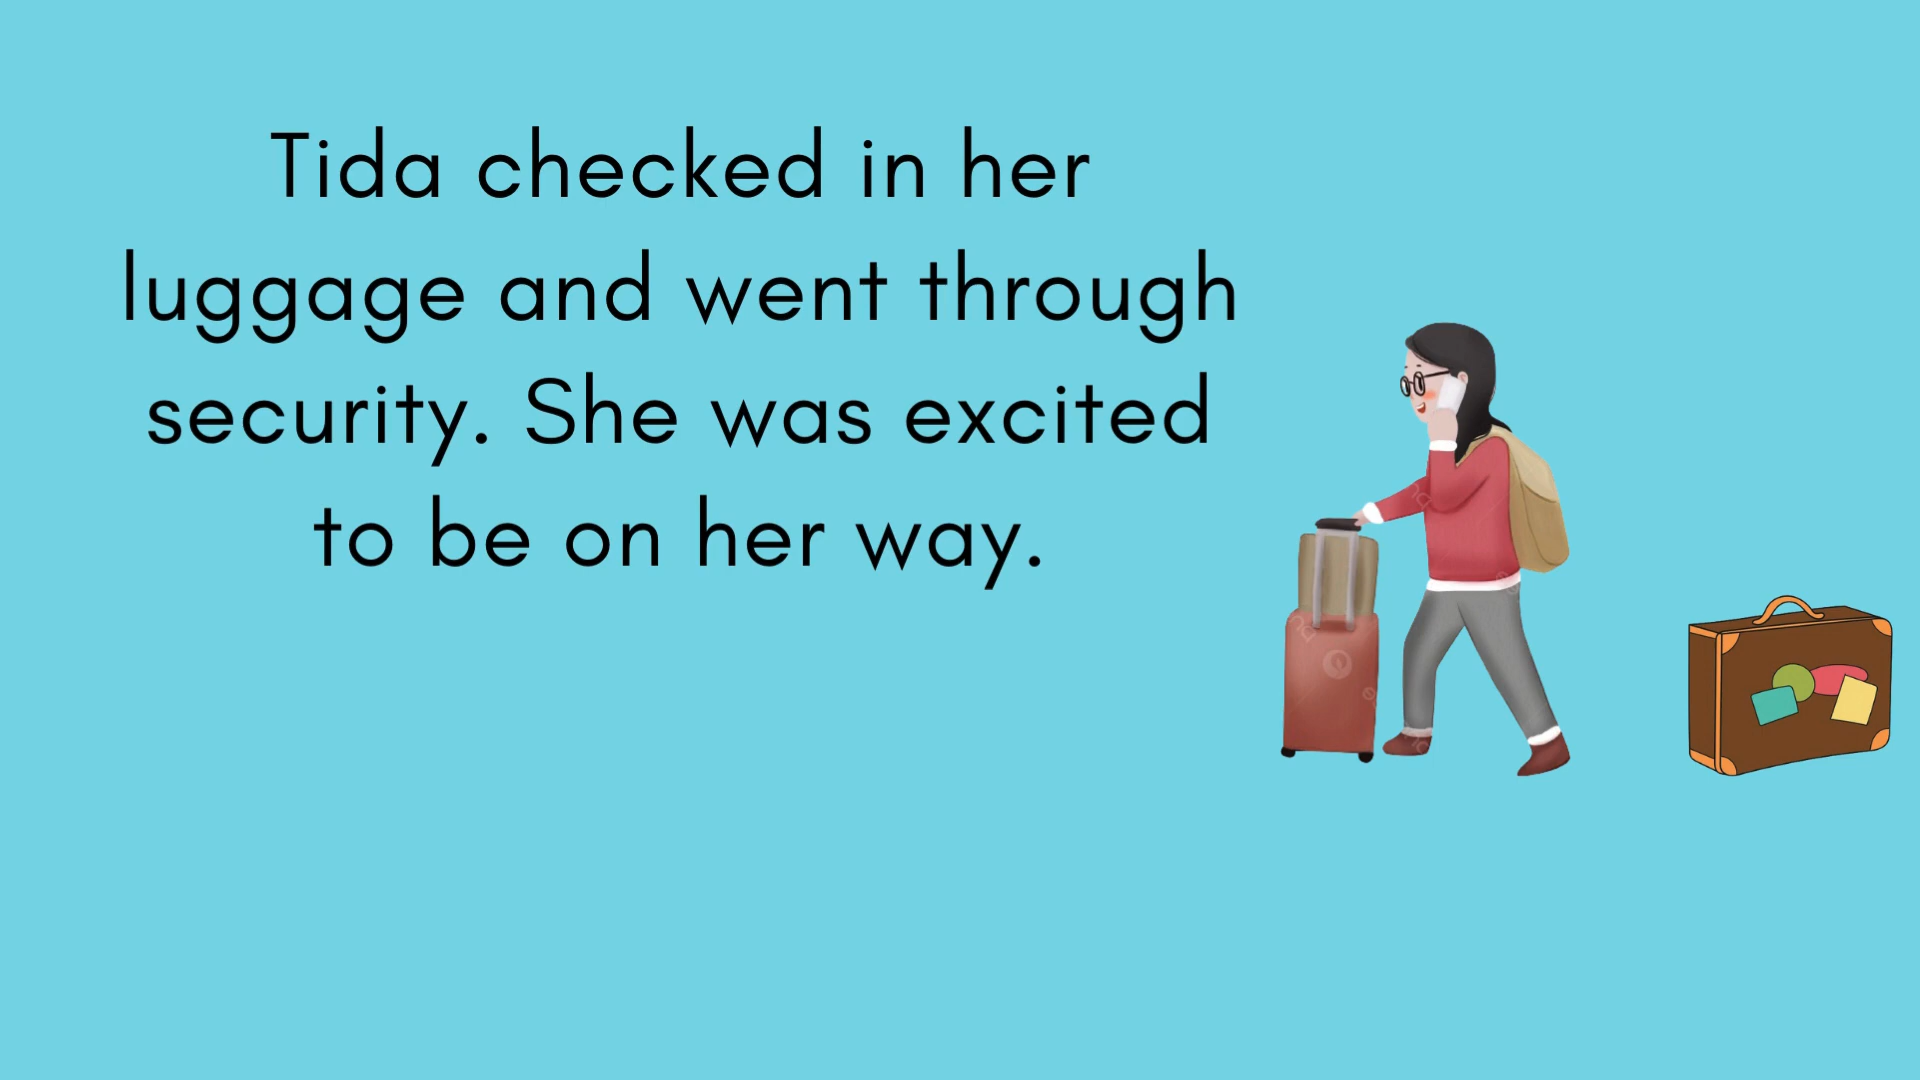 Tida checked in her
luggage and went through
security. She was excited
to be on her way.